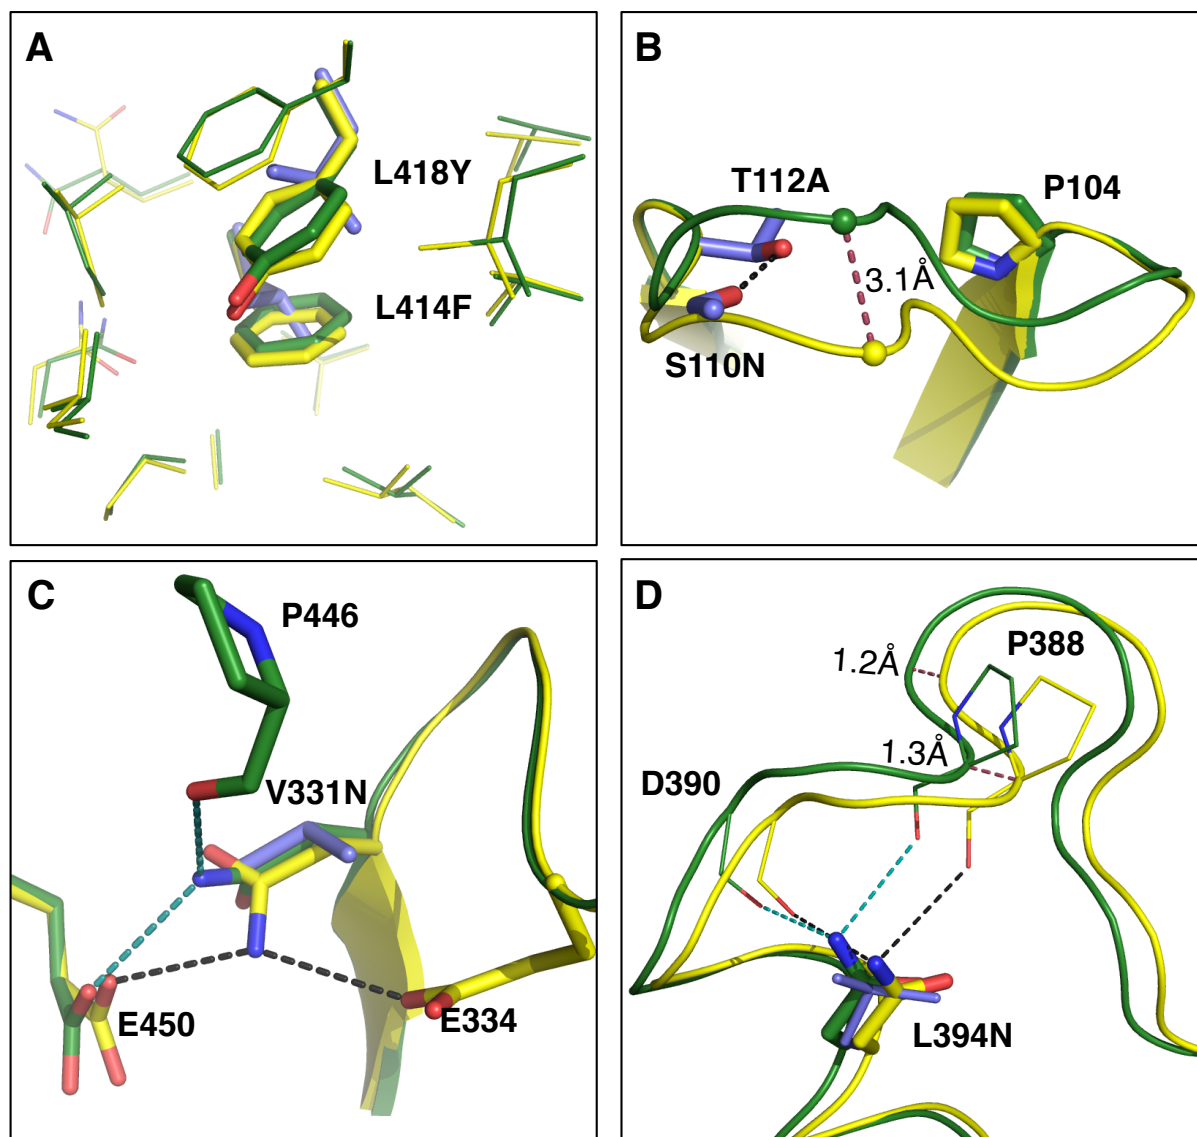 A
L418Y
L414F
B
T112A
P104
3.1Å
S110N
C
P446
V331N
E450
E334
D
P388
1.2Å
1.3Å
D390
L394N